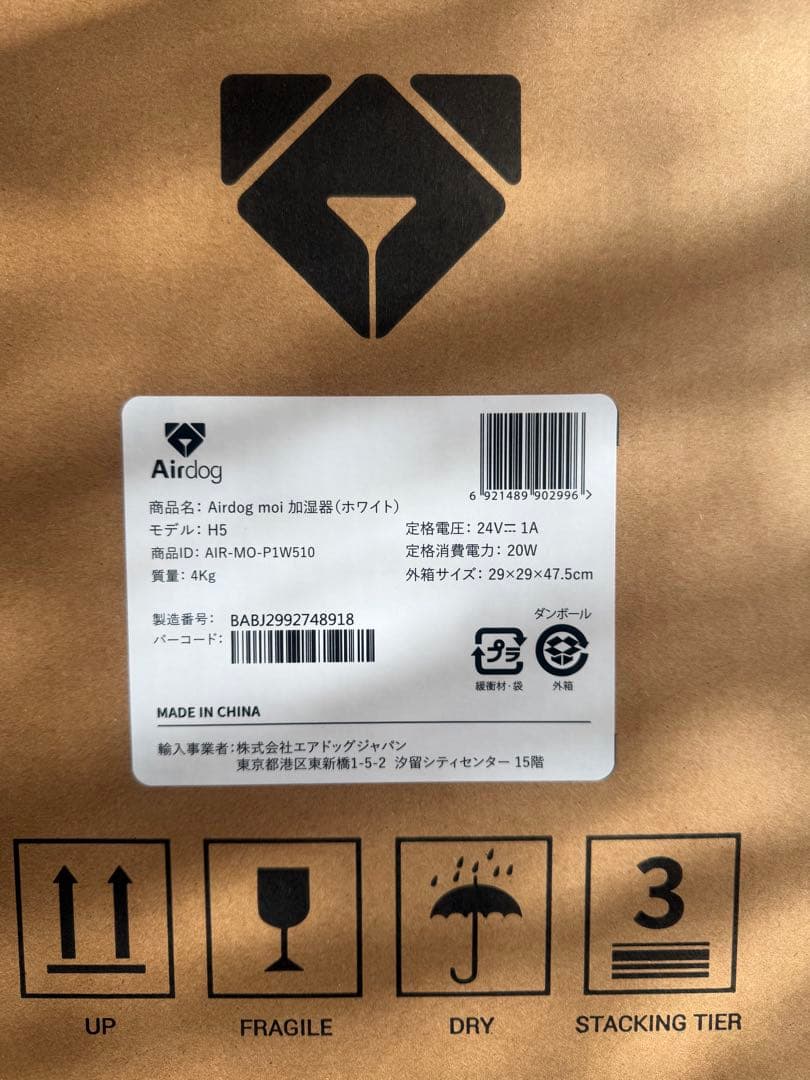 Airdog
6 921489 902996 >
商品名: Airdog moi 加湿器(ホワイト)
モデル: H5
定格電圧: 24V⎓ 1A
商品ID: AIR-MO-P1W510
定格消費電力: 20W
質量: 4Kg
外箱サイズ: 29×29×47.5cm
製造番号: BABJ2992748918
バーコード:
ダンボール
プラ
緩衝材・袋
外箱
MADE IN CHINA
輸入事業者:株式会社エアドッグジャパン
東京都港区東新橋1-5-2 汐留シティセンター 15階
3
UP
FRAGILE
DRY
STACKING TIER